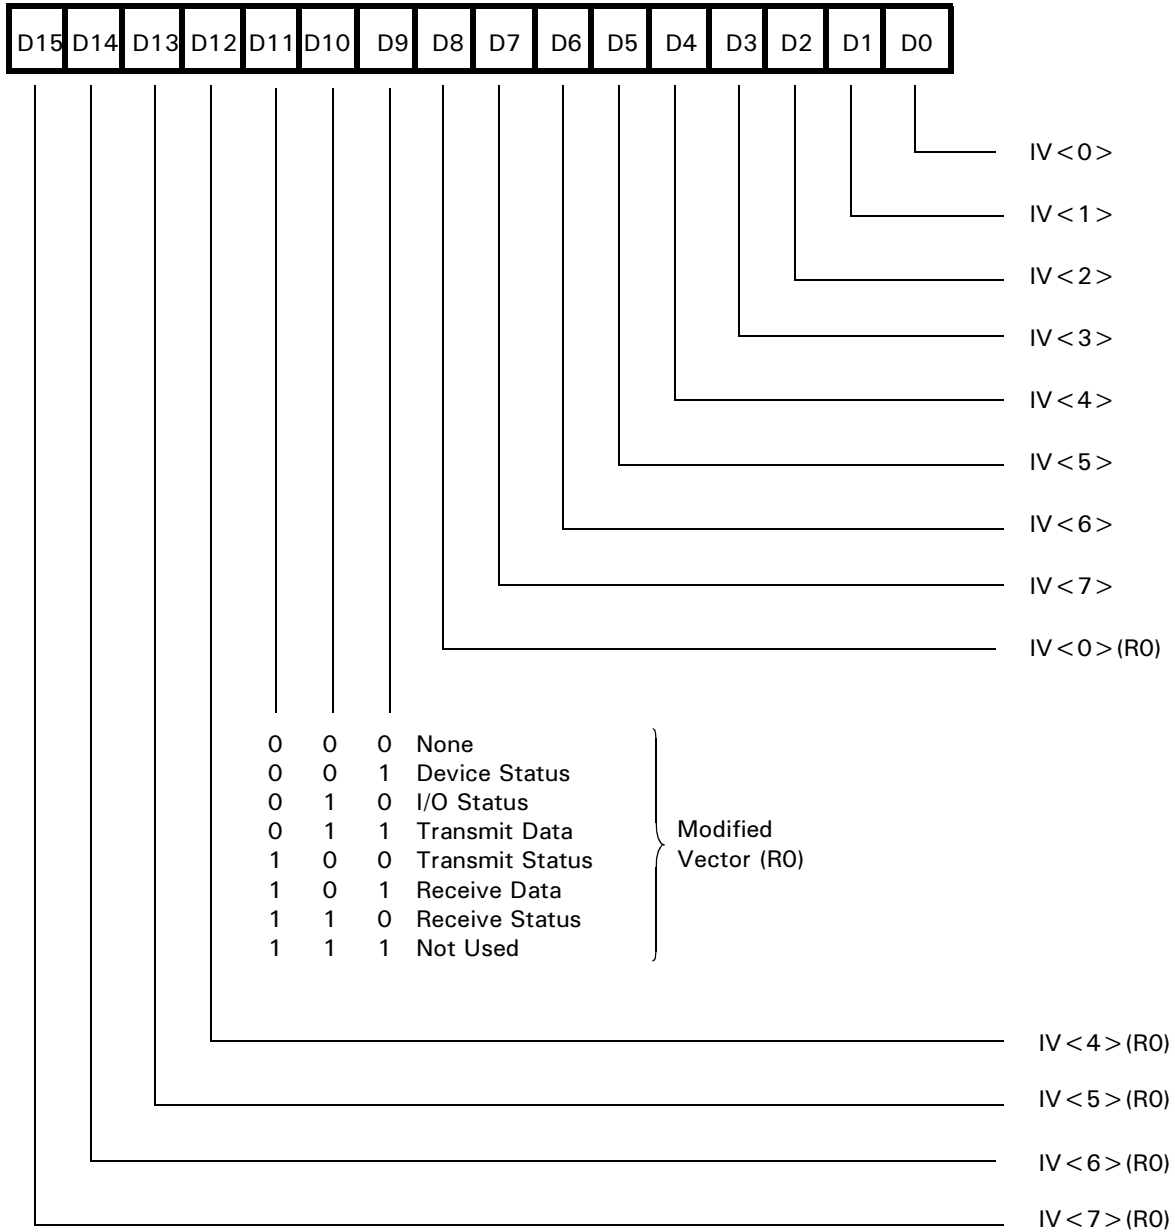 D15 D14 D13 D12 D11 D10 D9 D8 D7 D6 D5 D4 D3 D2 D1 D0
IV<0>
IV<1>
IV<2>
IV<3>
IV<4>
IV<5>
IV<6>
IV<7>
IV<0>(R0)
0 0 0 None
0 0 1 Device Status
0 1 0 I/O Status
0 1 1 Transmit Data
1 0 0 Transmit Status
1 0 1 Receive Data
1 1 0 Receive Status
1 1 1 Not Used
Modified
Vector (R0)
IV<4>(R0)
IV<5>(R0)
IV<6>(R0)
IV<7>(R0)